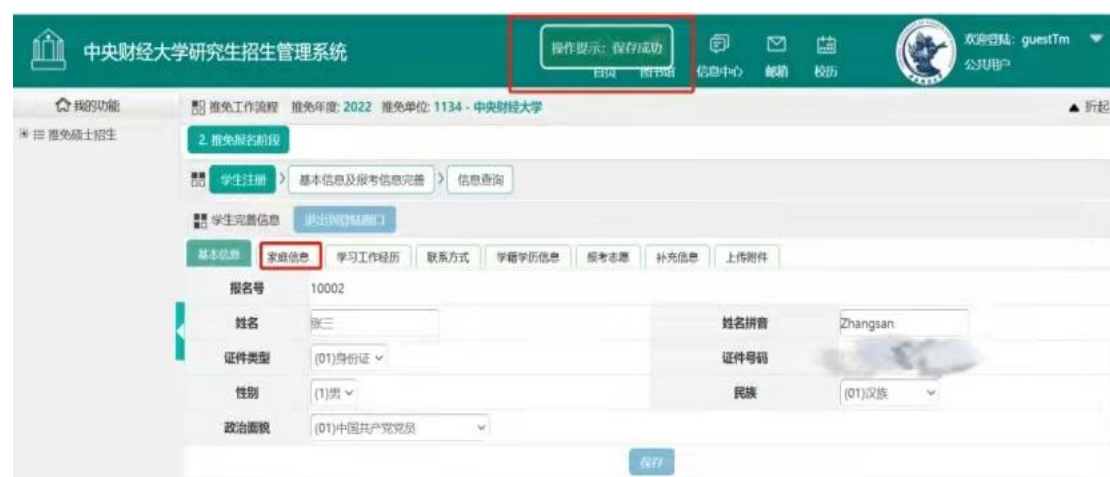 中央财经大学研究生招生管理系统
操作提示：保存成功
首页 图书馆 信息中心 邮箱 校历
欢迎登陆: guestTm
公共用户
我的功能
推免硕士招生
推免工作流程 推免年度: 2022 推免单位: 1134 - 中央财经大学
折起
2. 推免报名阶段
学生注册 基本信息及报考信息完善 信息查询
学生完善信息 退出到登陆窗口
基本信息 家庭信息 学习工作经历 联系方式 学籍学历信息 报考志愿 补充信息 上传附件
报名号 10002
姓名 张三 姓名拼音 Zhangsan
证件类型 (01)身份证 证件号码
性别 (1)男 民族 (01)汉族
政治面貌 (01)中国共产党党员
保存